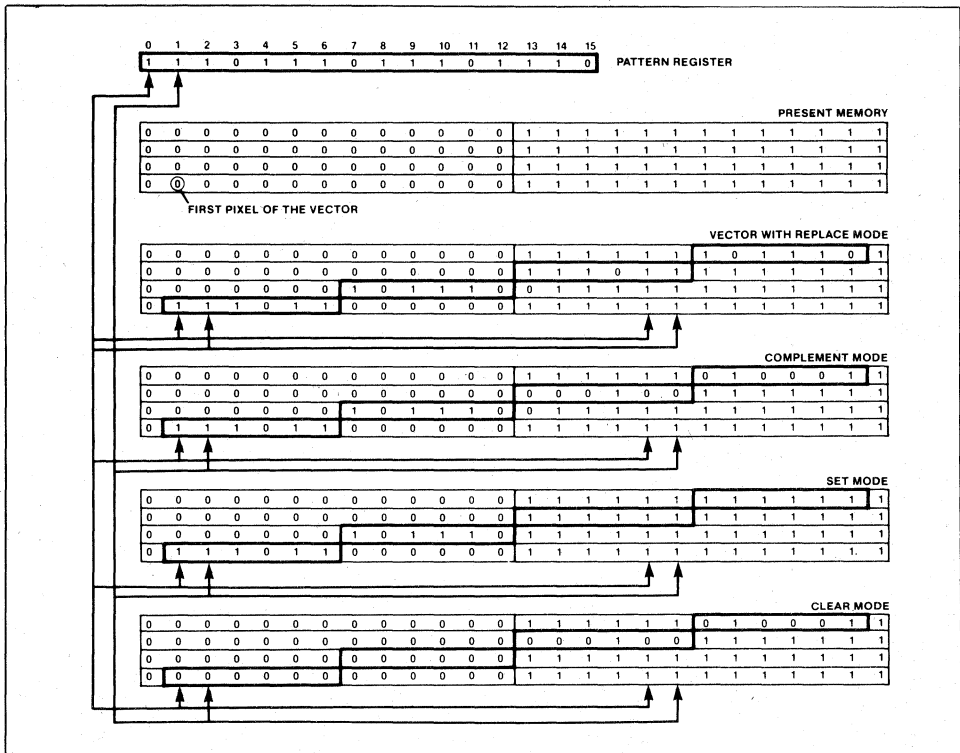 0 1 2 3 4 5 6 7 8 9 10 11 12 13 14 15
1 1 1 0 1 1 1 0 1 1 1 0 1 1 1 0
PATTERN REGISTER
PRESENT MEMORY
0 0 0 0 0 0 0 0 0 0 0 0 0 1 1 1 1 1 1 1 1 1 1 1 1 1
0 0 0 0 0 0 0 0 0 0 0 0 0 1 1 1 1 1 1 1 1 1 1 1 1 1
0 0 0 0 0 0 0 0 0 0 0 0 0 1 1 1 1 1 1 1 1 1 1 1 1 1
0 0 0 0 0 0 0 0 0 0 0 0 0 1 1 1 1 1 1 1 1 1 1 1 1 1
FIRST PIXEL OF THE VECTOR
VECTOR WITH REPLACE MODE
0 0 0 0 0 0 0 0 0 0 0 0 0 1 1 1 1 1 1 1 0 1 1 1 0 1
0 0 0 0 0 0 0 0 0 0 0 0 0 1 1 1 0 1 1 1 1 1 1 1 1 1
0 0 0 0 0 0 0 1 0 1 1 1 0 0 1 1 1 1 1 1 1 1 1 1 1 1
0 1 1 1 0 1 1 0 0 0 0 0 0 1 1 1 1 1 1 1 1 1 1 1 1 1
COMPLEMENT MODE
0 0 0 0 0 0 0 0 0 0 0 0 0 1 1 1 1 1 1 0 1 0 0 0 1 1
0 0 0 0 0 0 0 0 0 0 0 0 0 0 0 0 1 0 0 1 1 1 1 1 1 1
0 0 0 0 0 0 0 1 0 1 1 1 0 0 1 1 1 1 1 1 1 1 1 1 1 1
0 1 1 1 0 1 1 0 0 0 0 0 0 1 1 1 1 1 1 1 1 1 1 1 1 1
SET MODE
0 0 0 0 0 0 0 0 0 0 0 0 0 1 1 1 1 1 1 1 1 1 1 1 1 1
0 0 0 0 0 0 0 0 0 0 0 0 0 1 1 1 1 1 1 1 1 1 1 1 1 1
0 0 0 0 0 0 0 1 0 1 1 1 0 1 1 1 1 1 1 1 1 1 1 1 1 1
0 1 1 1 0 1 1 0 0 0 0 0 0 1 1 1 1 1 1 1 1 1 1 1 1 1
CLEAR MODE
0 0 0 0 0 0 0 0 0 0 0 0 0 1 1 1 1 1 1 0 1 0 0 0 1 1
0 0 0 0 0 0 0 0 0 0 0 0 0 0 0 0 1 0 0 1 1 1 1 1 1 1
0 0 0 0 0 0 0 0 0 0 0 0 0 1 1 1 1 1 1 1 1 1 1 1 1 1
0 0 0 0 0 0 0 0 0 0 0 0 0 1 1 1 1 1 1 1 1 1 1 1 1 1